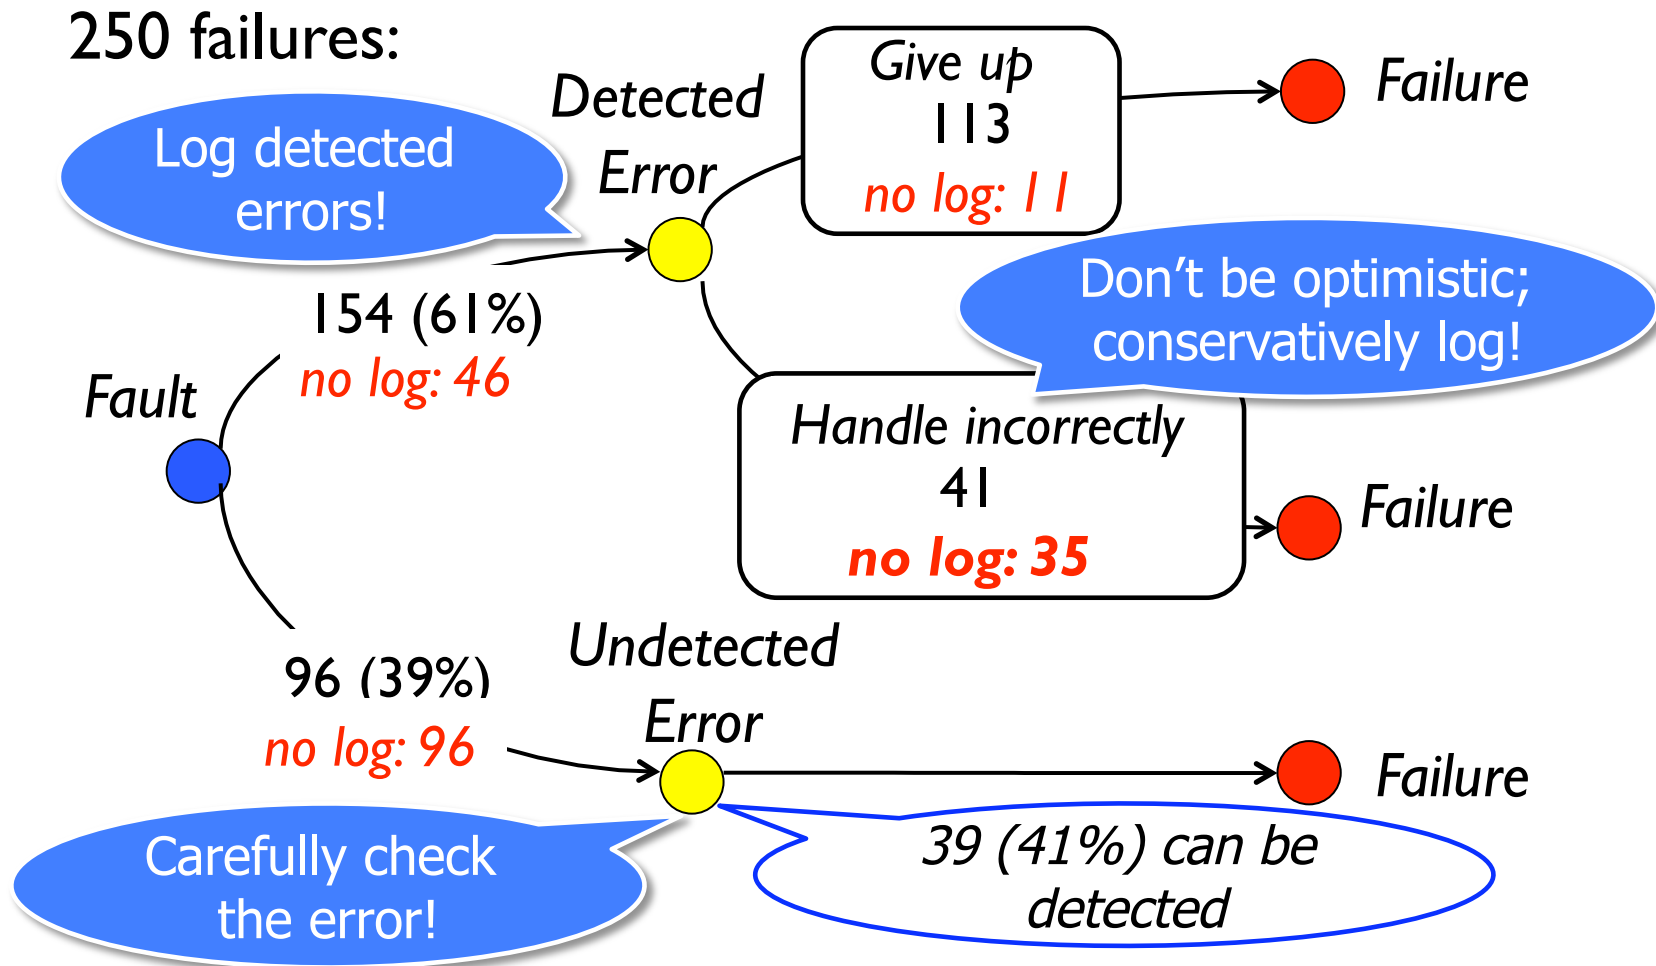 250 failures:
Log detected
errors!
Detected
Error
Give up
113
no log: 11
Failure
Don't be optimistic;
conservatively log!
154 (61%)
no log: 46
Fault
Handle incorrectly
41
no log: 35
Failure
96 (39%)
no log: 96
Undetected
Error
Failure
Carefully check
the error!
39 (41%) can be
detected